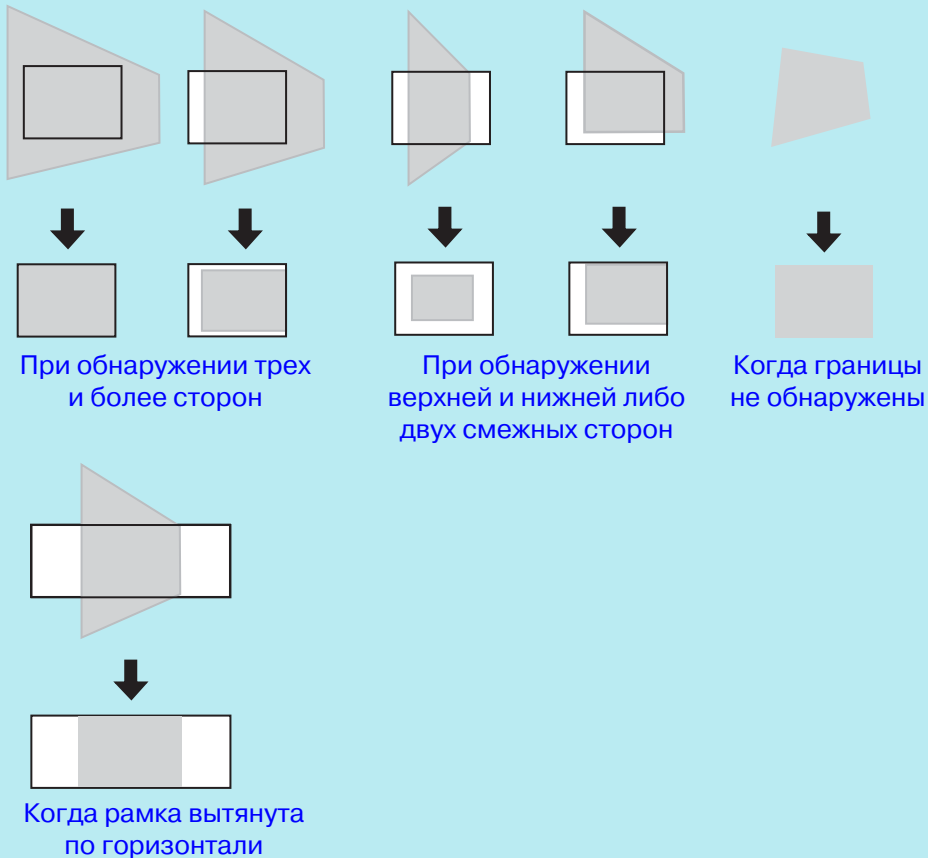 При обнаружении трех
и более сторон
При обнаружении
верхней и нижней либо
двух смежных сторон
Когда границы
не обнаружены
Когда рамка вытянута
по горизонтали